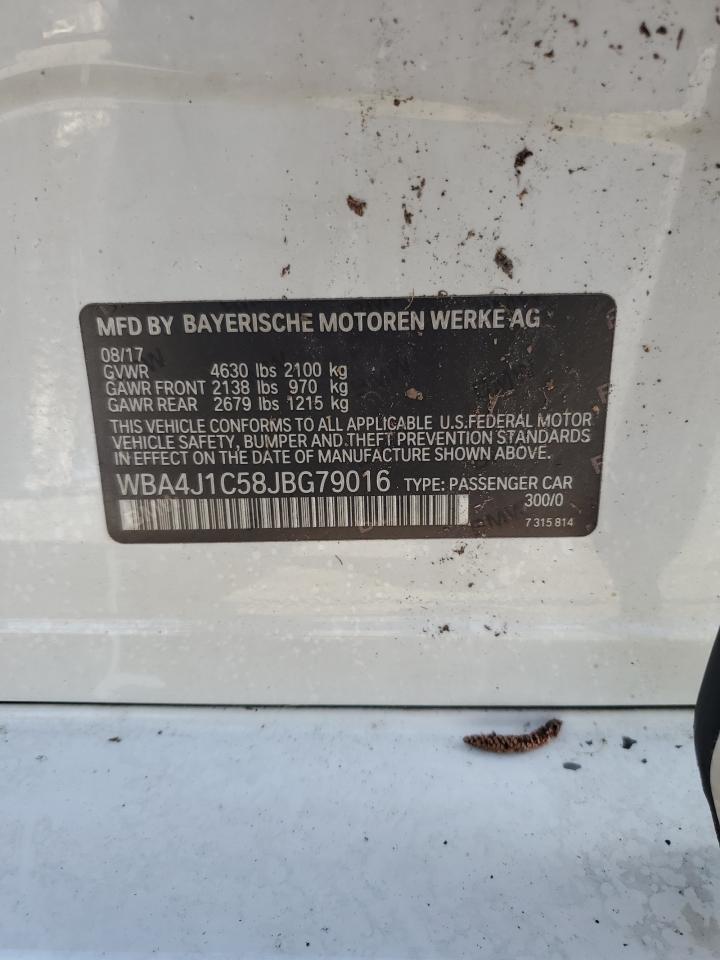 MFD BY BAYERISCHE MOTOREN WERKE AG
08/17
GVWR 4630 lbs 2100 kg
GAWR FRONT 2138 lbs 970 kg
GAWR REAR 2679 lbs 1215 kg
THIS VEHICLE CONFORMS TO ALL APPLICABLE U.S.FEDERAL MOTOR
VEHICLE SAFETY, BUMPER AND THEFT PREVENTION STANDARDS
IN EFFECT ON THE DATE OF MANUFACTURE SHOWN ABOVE.
WBA4J1C58JBG79016 TYPE: PASSENGER CAR
300/0
7 315 814